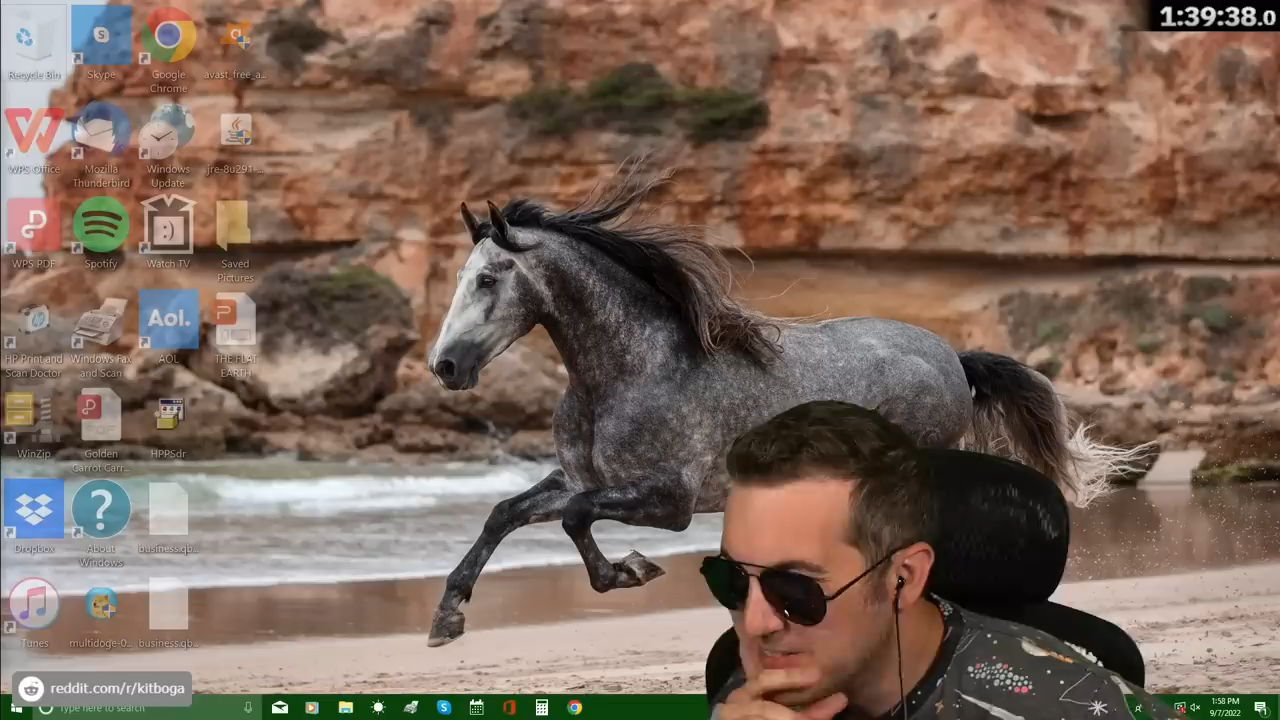 1:39:38.0
Recycle Bin
Skype
Google
Chrome
avast_free_a...
WPS Office
Mozilla
Thunderbird
Windows
Update
jre-8u291-...
WPS PDF
Spotify
Watch TV
Saved
Pictures
HP Print and
Scan Doctor
Windows Fax
and Scan
Aol.
AOL
THE FLAT
EARTH
WinZip
PDF
Golden
Carrot Carr...
HPPSdr
Dropbox
?
About
Windows
business.gb...
iTunes
multidoge-0...
business.gb...
reddit.com/r/kitboga
Type here to search
1:58 PM
9/7/2022